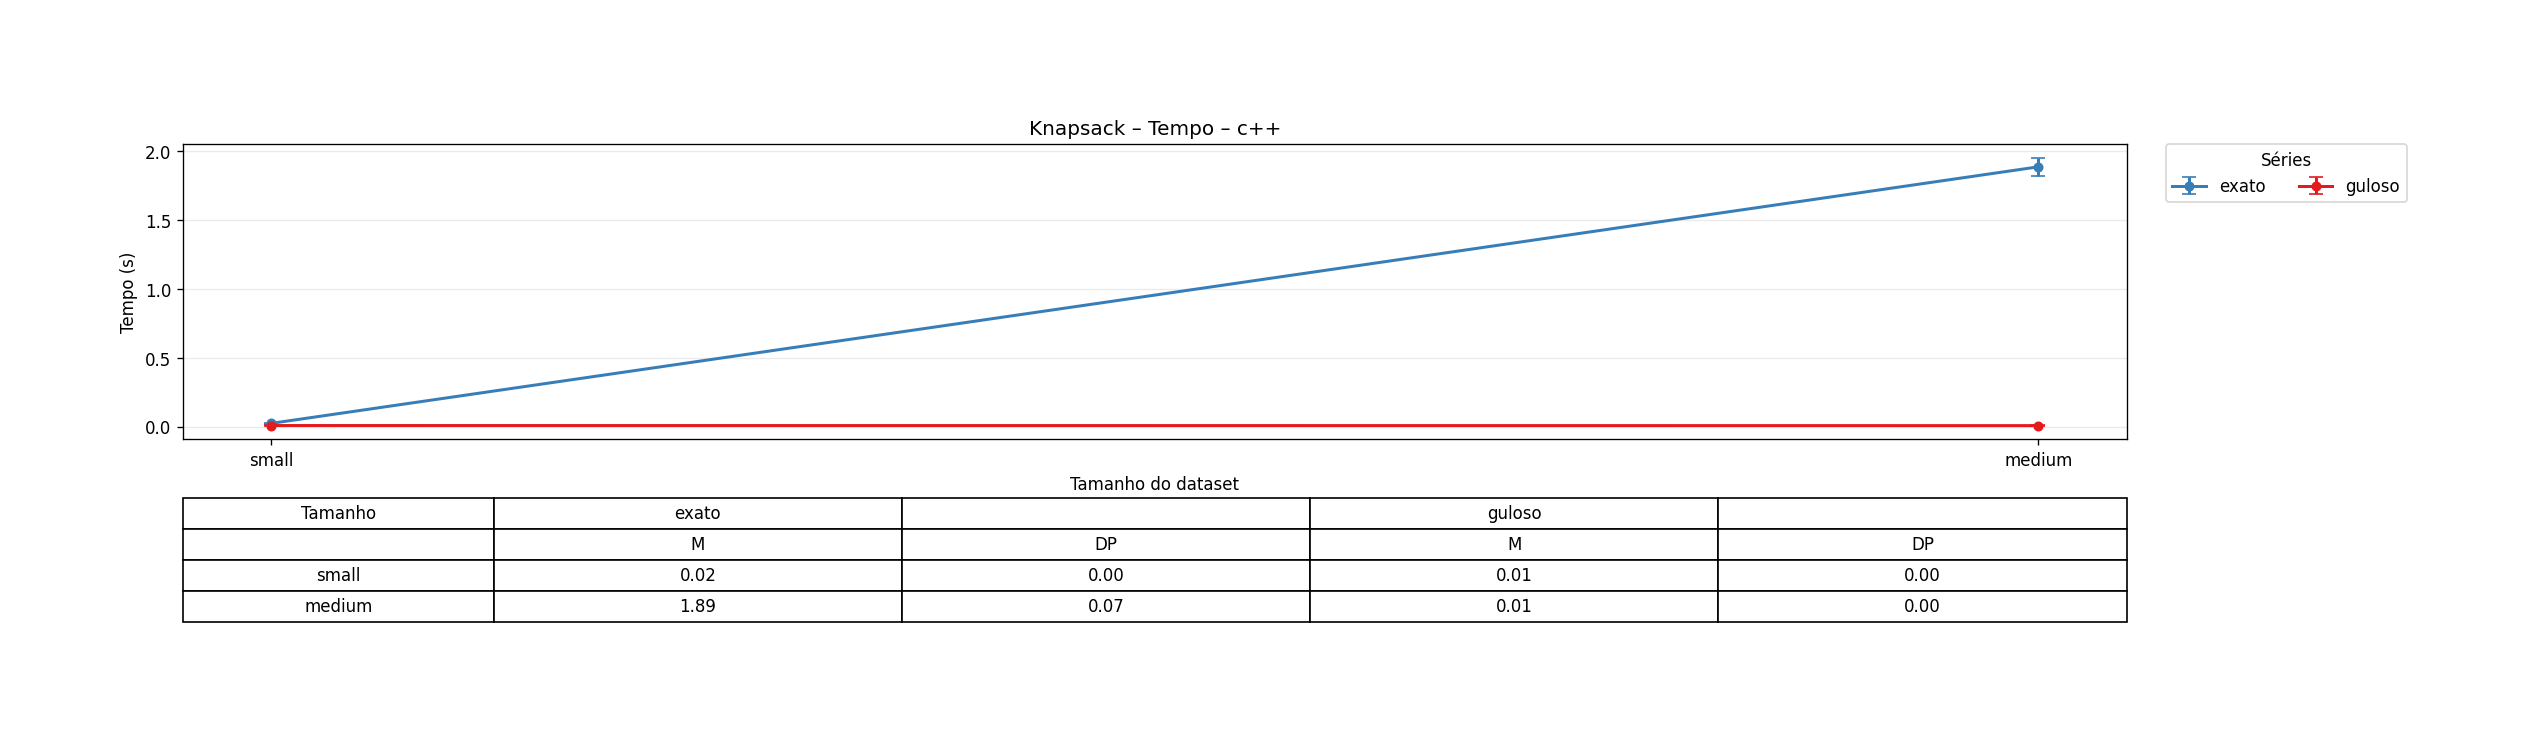 Knapsack – Tempo – c++
Séries
exato guloso
2.0
1.5
1.0
0.5
0.0
Tempo (s)
small medium
Tamanho do dataset
Tamanho exato guloso
M DP M DP
small 0.02 0.00 0.01 0.00
medium 1.89 0.07 0.01 0.00